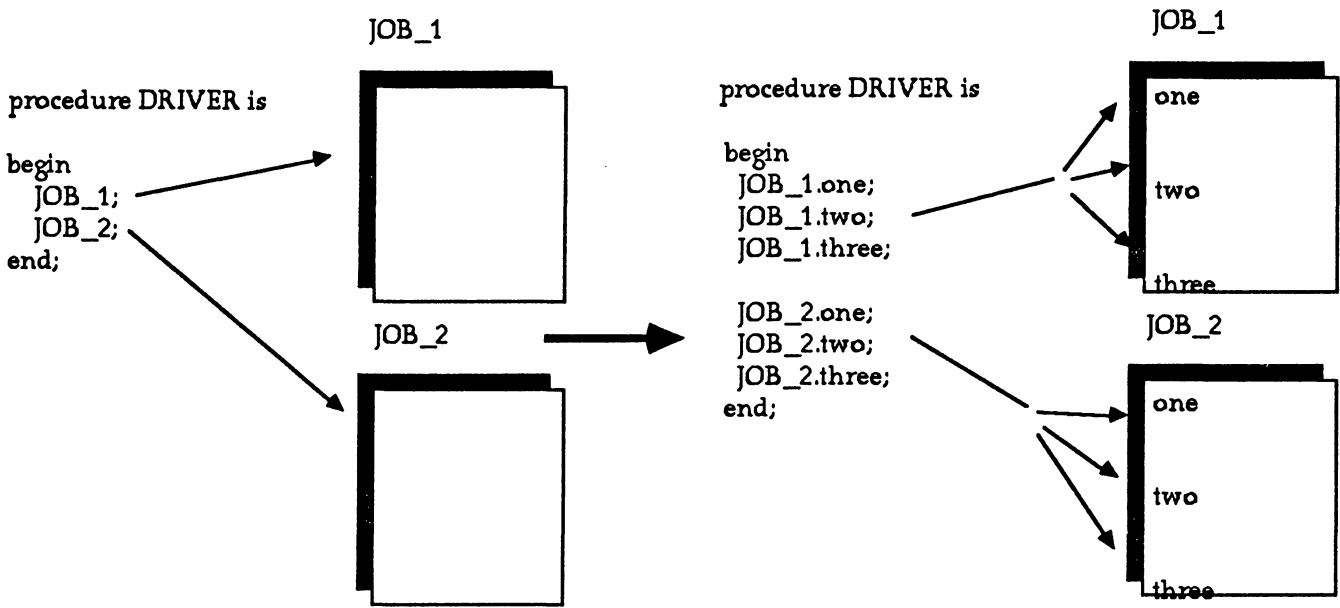 JOB_1
procedure DRIVER is
begin
JOB_1;
JOB_2;
end;
JOB_2
procedure DRIVER is
begin
JOB_1.one;
JOB_1.two;
JOB_1.three;
JOB_2.one;
JOB_2.two;
JOB_2.three;
end;
JOB_1
one
two
three
JOB_2
one
two
three